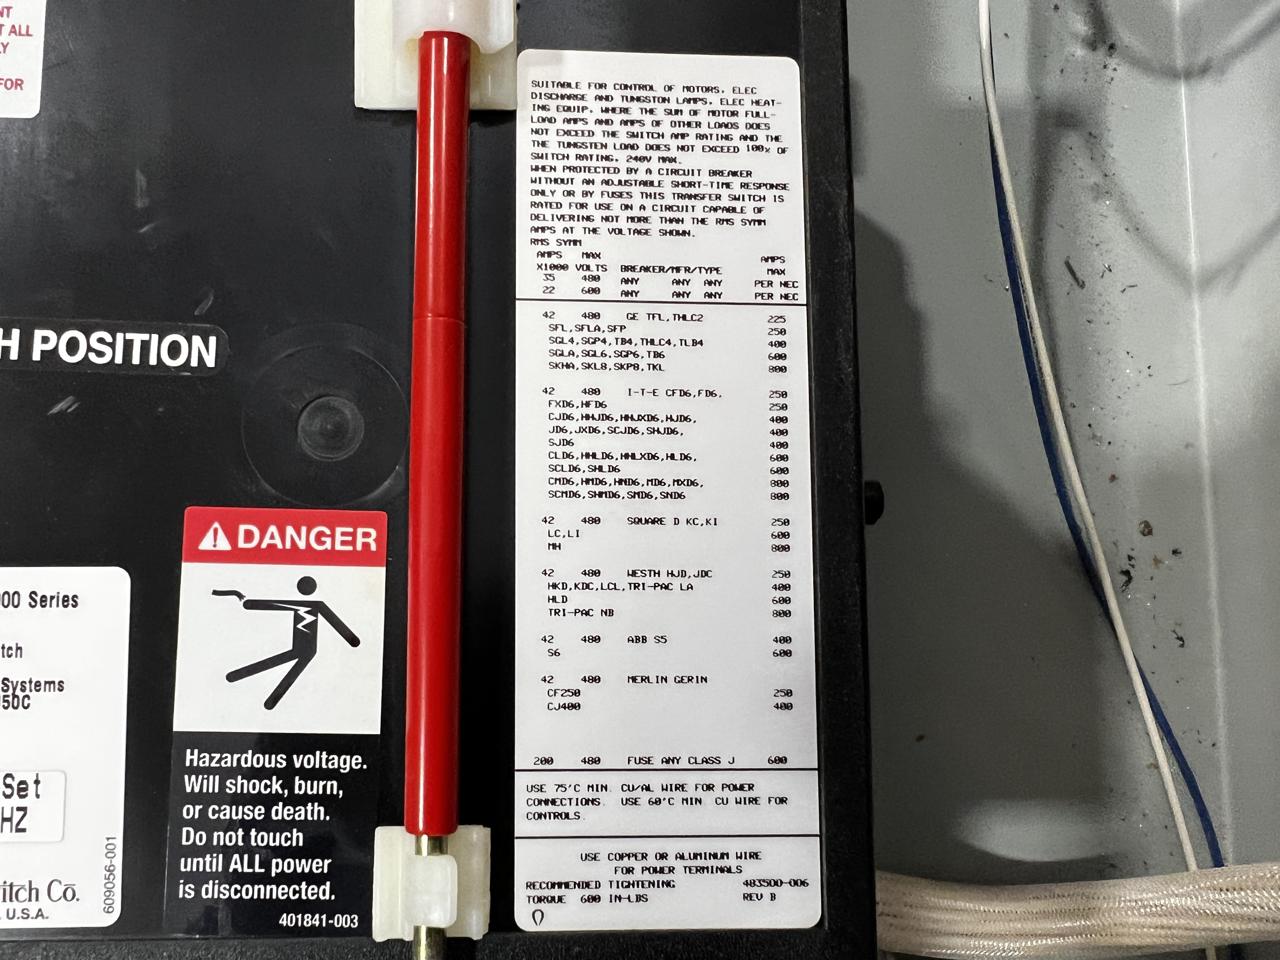 NT
T ALL
LY
FOR
H POSITION
DANGER
Hazardous voltage.
Will shock, burn,
or cause death.
Do not touch
until ALL power
is disconnected.
401841-003
00 Series
tch
Systems
50C
Set
HZ
itch Co.
U.S.A.
609056-001
SUITABLE FOR CONTROL OF MOTORS, ELEC
DISCHARGE AND TUNGSTON LAMPS, ELEC HEAT-
ING EQUIP. WHERE THE SUM OF MOTOR FULL-
LOAD AMPS AND AMPS OF OTHER LOADS DOES
NOT EXCEED THE SWITCH AMP RATING AND THE
THE TUNGSTEN LOAD DOES NOT EXCEED 100% OF
SWITCH RATING, 240V MAX.
WHEN PROTECTED BY A CIRCUIT BREAKER
WITHOUT AN ADJUSTABLE SHORT-TIME RESPONSE
ONLY OR BY FUSES THIS TRANSFER SWITCH IS
RATED FOR USE ON A CIRCUIT CAPABLE OF
DELIVERING NOT MORE THAN THE RMS SYMM
AMPS AT THE VOLTAGE SHOWN.
RMS SYMM
AMPS MAX AMPS
X1000 VOLTS BREAKER/MFR/TYPE MAX
35 480 ANY ANY ANY PER NEC
22 600 ANY ANY ANY PER NEC
42 480 GE TFL,THLC2 225
SFL,SFLA,SFP 250
SGL4,SGP4,TB4,THLC4,TLB4 400
SGLA,SGL6,SGP6,TB6 600
SKHA,SKL8,SKP8,TKL 800
42 480 I-T-E CFD6,FD6, 250
FXD6,HFD6 250
CJD6,HHJD6,HHJXD6,HJD6, 400
JD6,JXD6,SCJD6,SHJD6, 400
SJD6 400
CLD6,HHLD6,HHLXD6,HLD6, 600
SCLD6,SHLD6 600
CMD6,HMD6,HND6,MD6,MXD6, 800
SCMD6,SHMD6,SMD6,SND6 800
42 480 SQUARE D KC,KI 250
LC,LI 600
MH 800
42 480 WESTH HJD,JDC 250
HKD,KDC,LCL,TRI-PAC LA 400
HLD 600
TRI-PAC NB 800
42 480 ABB S5 400
S6 600
42 480 MERLIN GERIN
CF250 250
CJ400 400
200 480 FUSE ANY CLASS J 600
USE 75°C MIN. CU/AL WIRE FOR POWER
CONNECTIONS. USE 60°C MIN. CU WIRE FOR
CONTROLS.
USE COPPER OR ALUMINUM WIRE
FOR POWER TERMINALS
RECOMMENDED TIGHTENING 483500-006
TORQUE 600 IN-LBS REV B